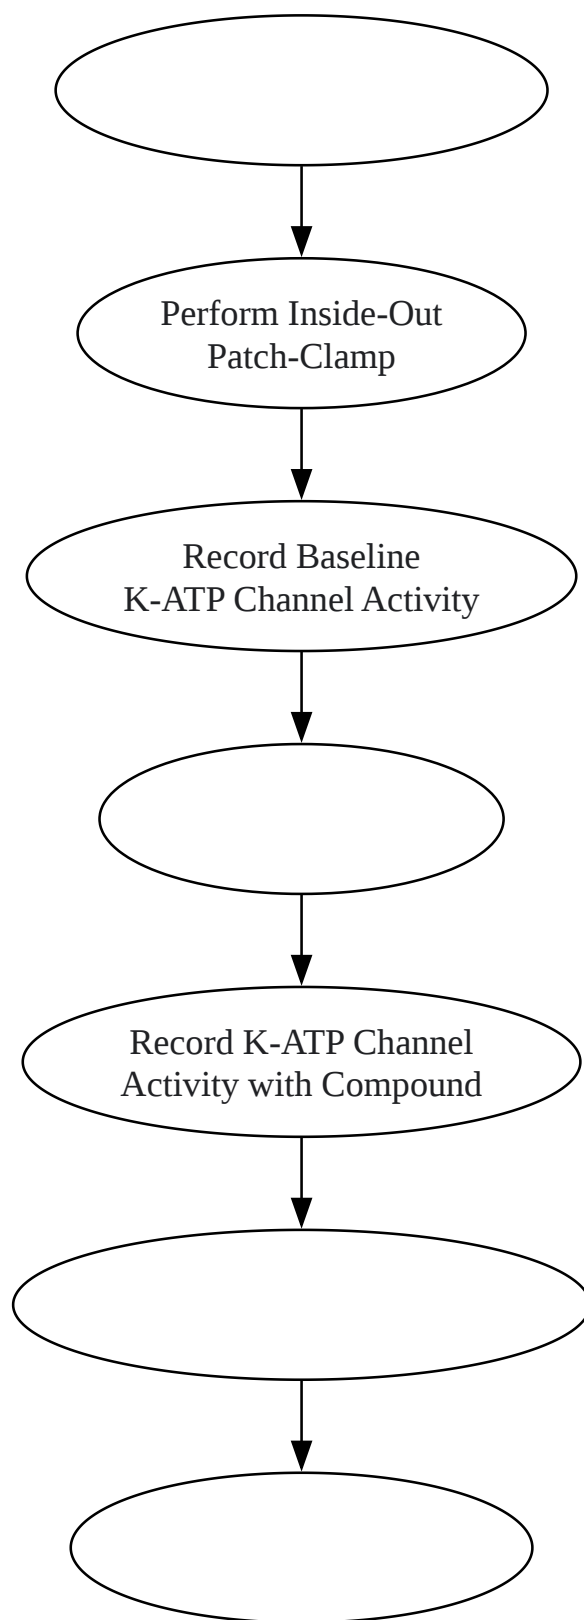 Perform Inside-Out
Patch-Clamp
Record Baseline
K-ATP Channel Activity
Record K-ATP Channel
Activity with Compound